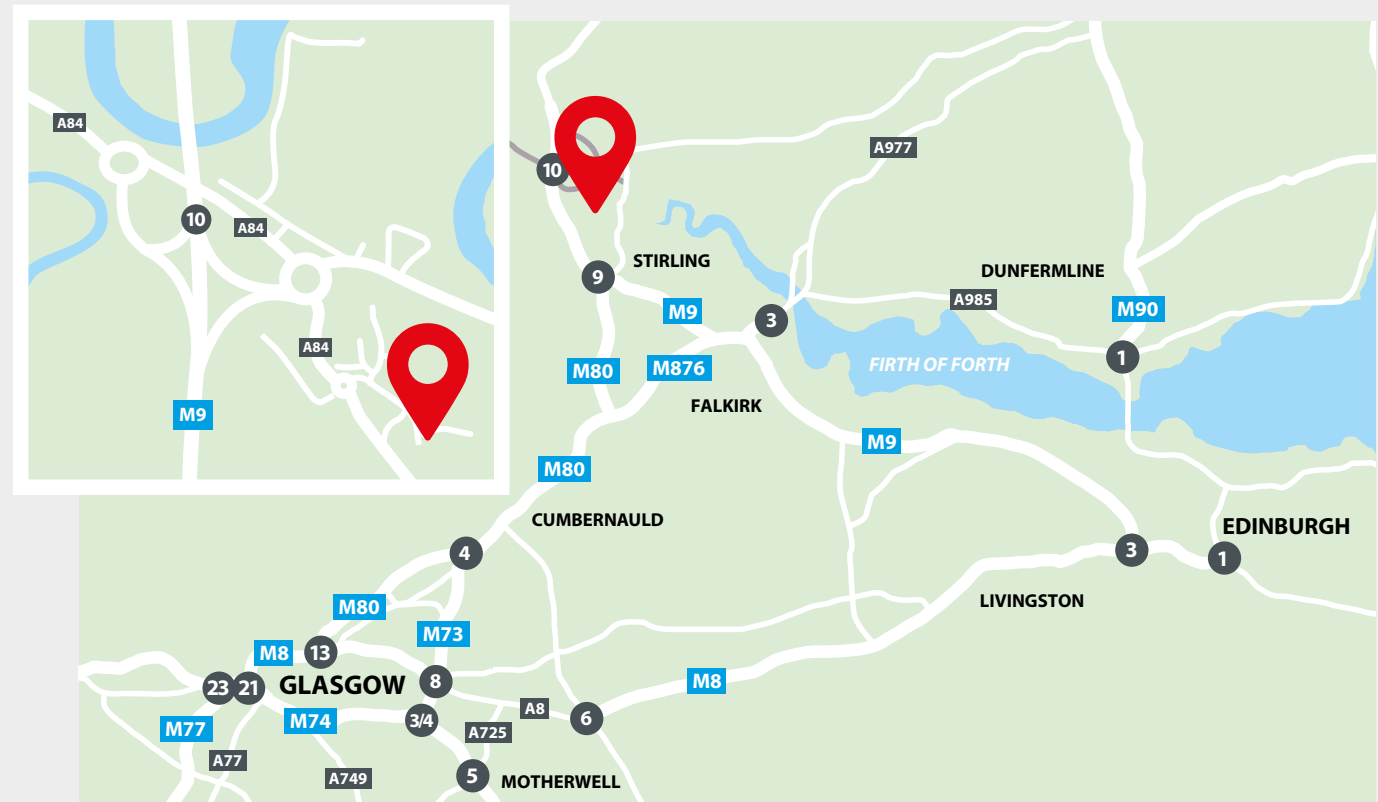 A84
10
A84
A84
M9
10
A977
STIRLING
9
DUNFERMLINE
A985
M9
3
M90
1
M80
M876
FIRTH OF FORTH
FALKIRK
M9
M80
CUMBERNAULD
EDINBURGH
4
3
1
M80
LIVINGSTON
M73
M8
13
23
21
GLASGOW
8
M8
M77
M74
3/4
A8
6
A725
A77
A749
5
MOTHERWELL